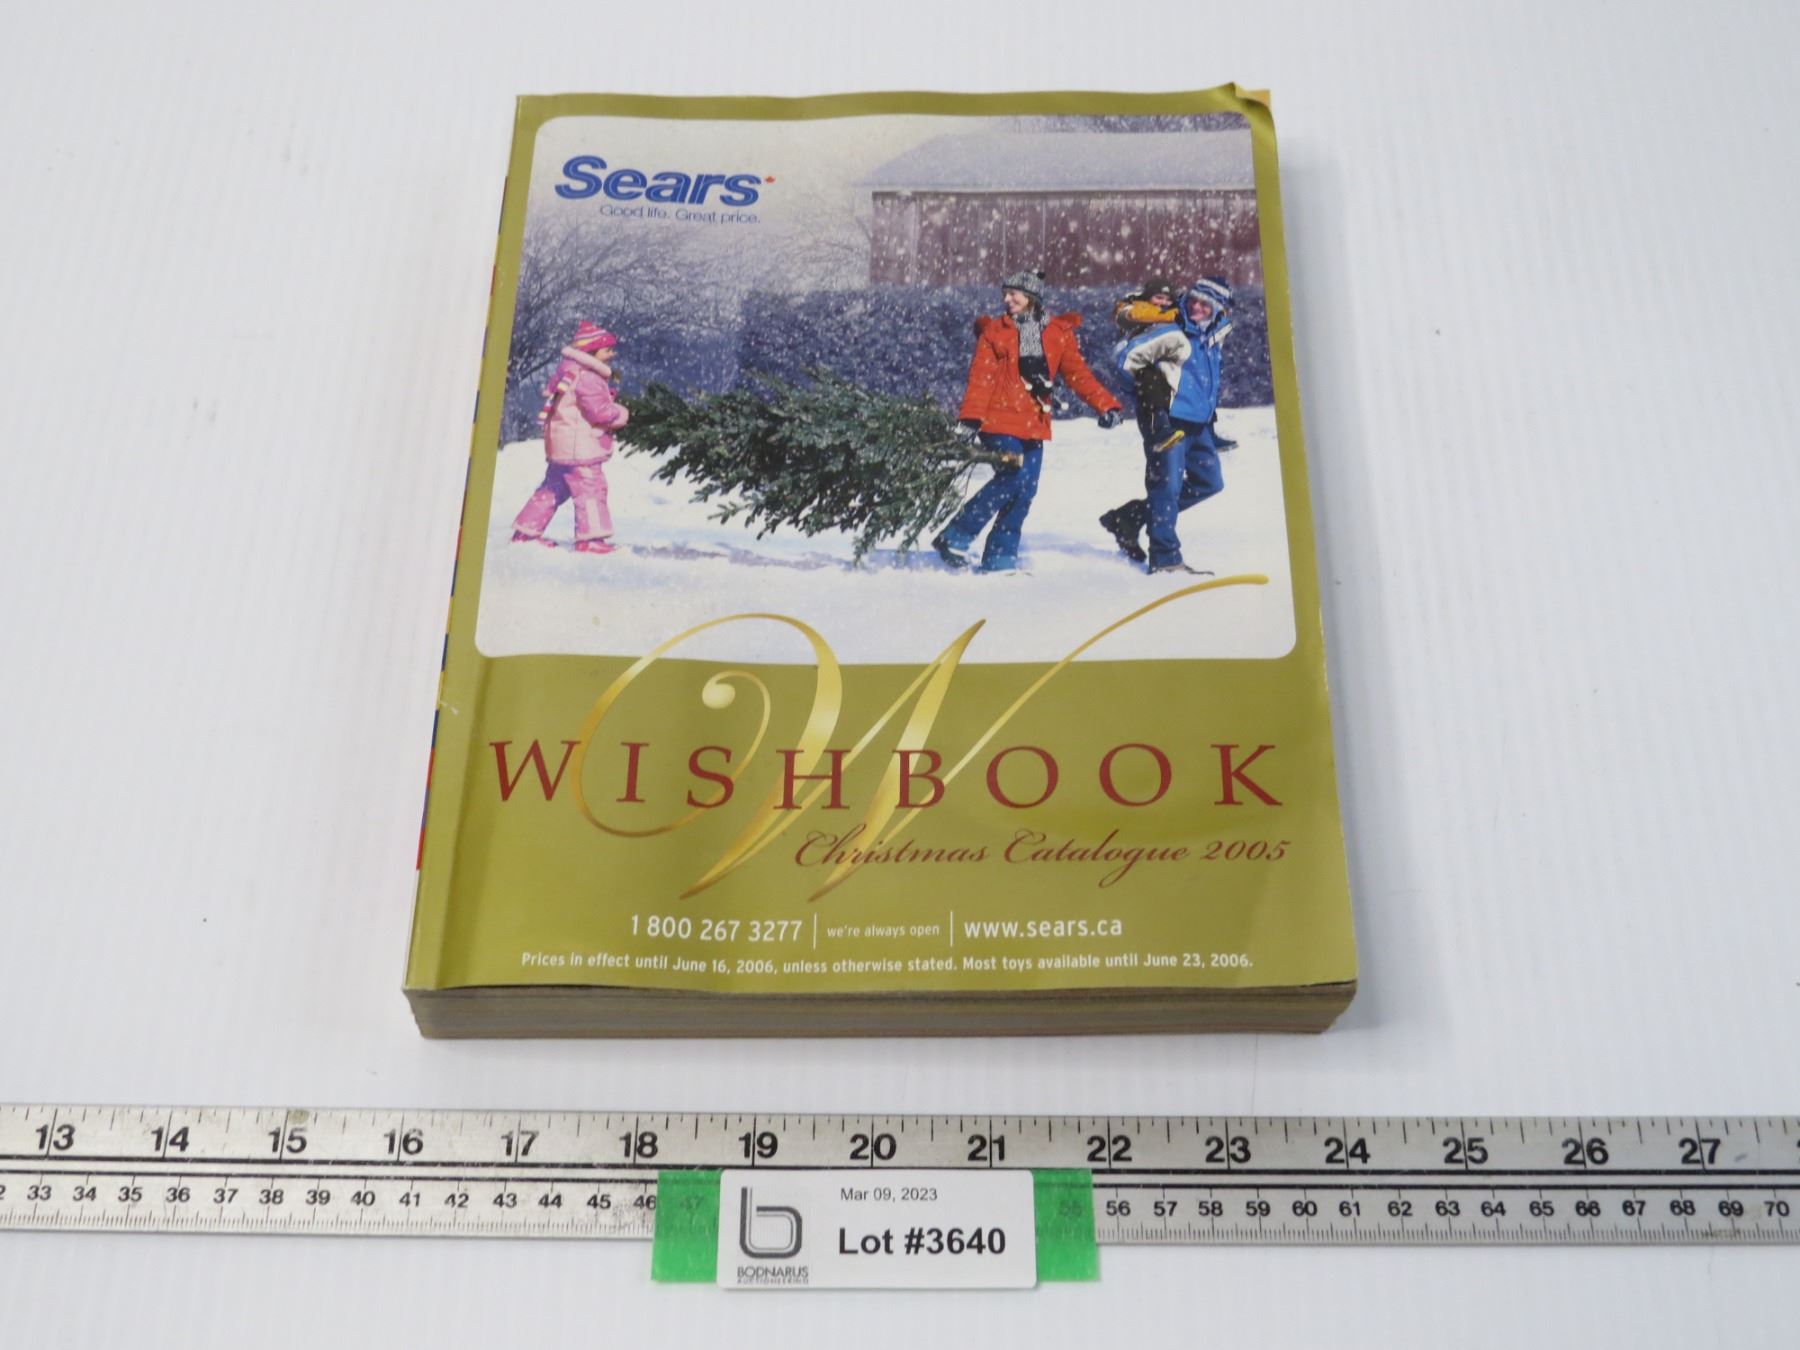 Sears
Good life. Great price.
WISHBOOK
Christmas Catalogue 2005
1 800 267 3277 | we're always open | www.sears.ca
Prices in effect until June 16, 2006, unless otherwise stated. Most toys available until June 23, 2006.
13 14 15 16 17 18 19 20 21 22 23 24 25 26 27
33 34 35 36 37 38 39 40 41 42 43 44 45 46 47 55 56 57 58 59 60 61 62 63 64 65 66 67 68 69 70
Mar 09, 2023
Lot #3640
BODNARUS
AUCTIONEERING